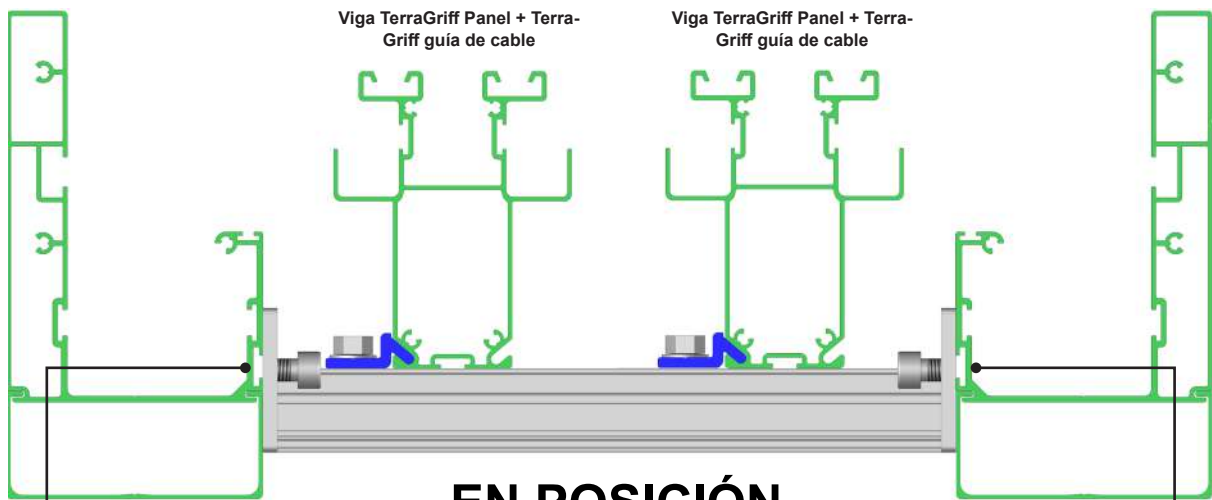 Viga TerraGriff Panel + Terra-
Griff guía de cable
Viga TerraGriff Panel + Terra-
Griff guía de cable
EN POSICIÓN